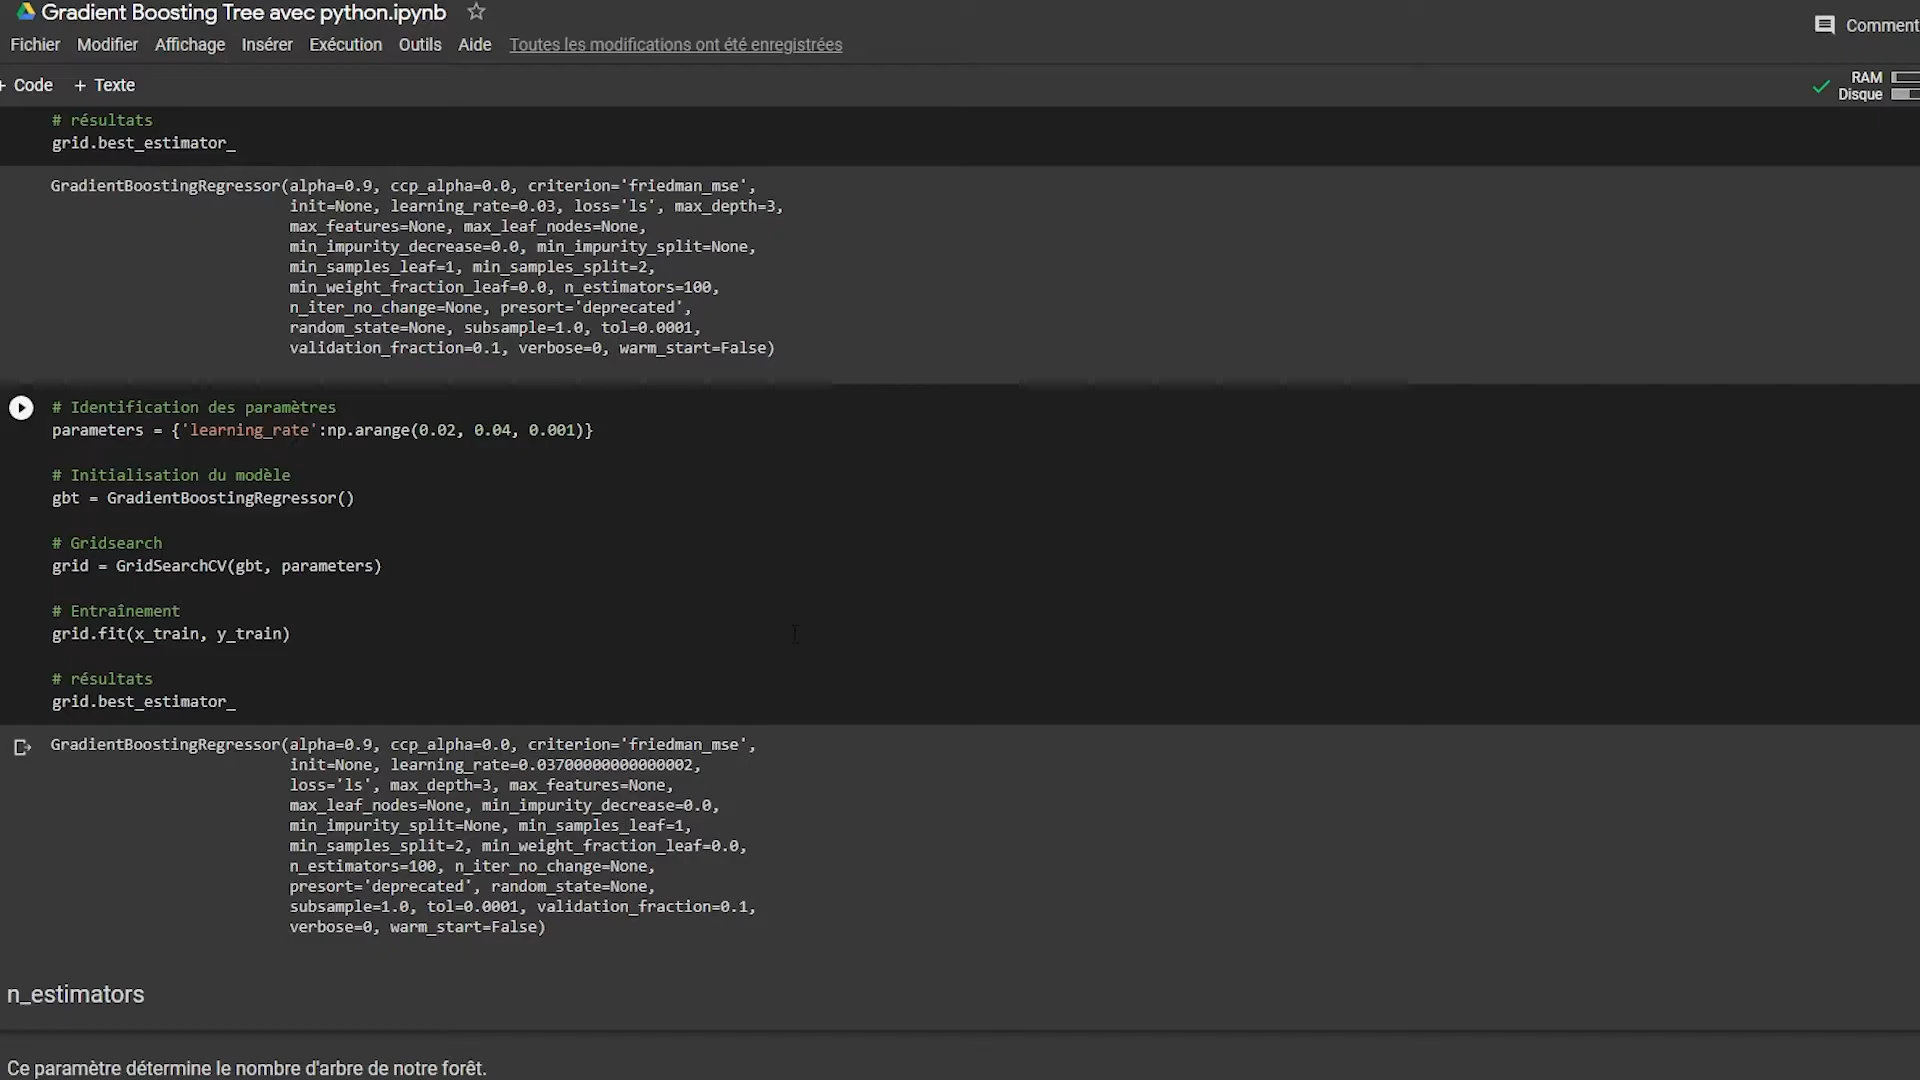 Gradient Boosting Tree avec python.ipynb
Fichier Modifier Affichage Insérer Exécution Outils Aide Toutes les modifications ont été enregistrées
Comment
+ Code + Texte
RAM
Disque
# résultats
grid.best_estimator_
GradientBoostingRegressor(alpha=0.9, ccp_alpha=0.0, criterion='friedman_mse',
init=None, learning_rate=0.03, loss='ls', max_depth=3,
max_features=None, max_leaf_nodes=None,
min_impurity_decrease=0.0, min_impurity_split=None,
min_samples_leaf=1, min_samples_split=2,
min_weight_fraction_leaf=0.0, n_estimators=100,
n_iter_no_change=None, presort='deprecated',
random_state=None, subsample=1.0, tol=0.0001,
validation_fraction=0.1, verbose=0, warm_start=False)
# Identification des paramètres
parameters = {'learning_rate':np.arange(0.02, 0.04, 0.001)}
# Initialisation du modèle
gbt = GradientBoostingRegressor()
# Gridsearch
grid = GridSearchCV(gbt, parameters)
# Entraînement
grid.fit(x_train, y_train)
# résultats
grid.best_estimator_
GradientBoostingRegressor(alpha=0.9, ccp_alpha=0.0, criterion='friedman_mse',
init=None, learning_rate=0.03700000000000002,
loss='ls', max_depth=3, max_features=None,
max_leaf_nodes=None, min_impurity_decrease=0.0,
min_impurity_split=None, min_samples_leaf=1,
min_samples_split=2, min_weight_fraction_leaf=0.0,
n_estimators=100, n_iter_no_change=None,
presort='deprecated', random_state=None,
subsample=1.0, tol=0.0001, validation_fraction=0.1,
verbose=0, warm_start=False)
n_estimators
Ce paramètre détermine le nombre d'arbre de notre forêt.